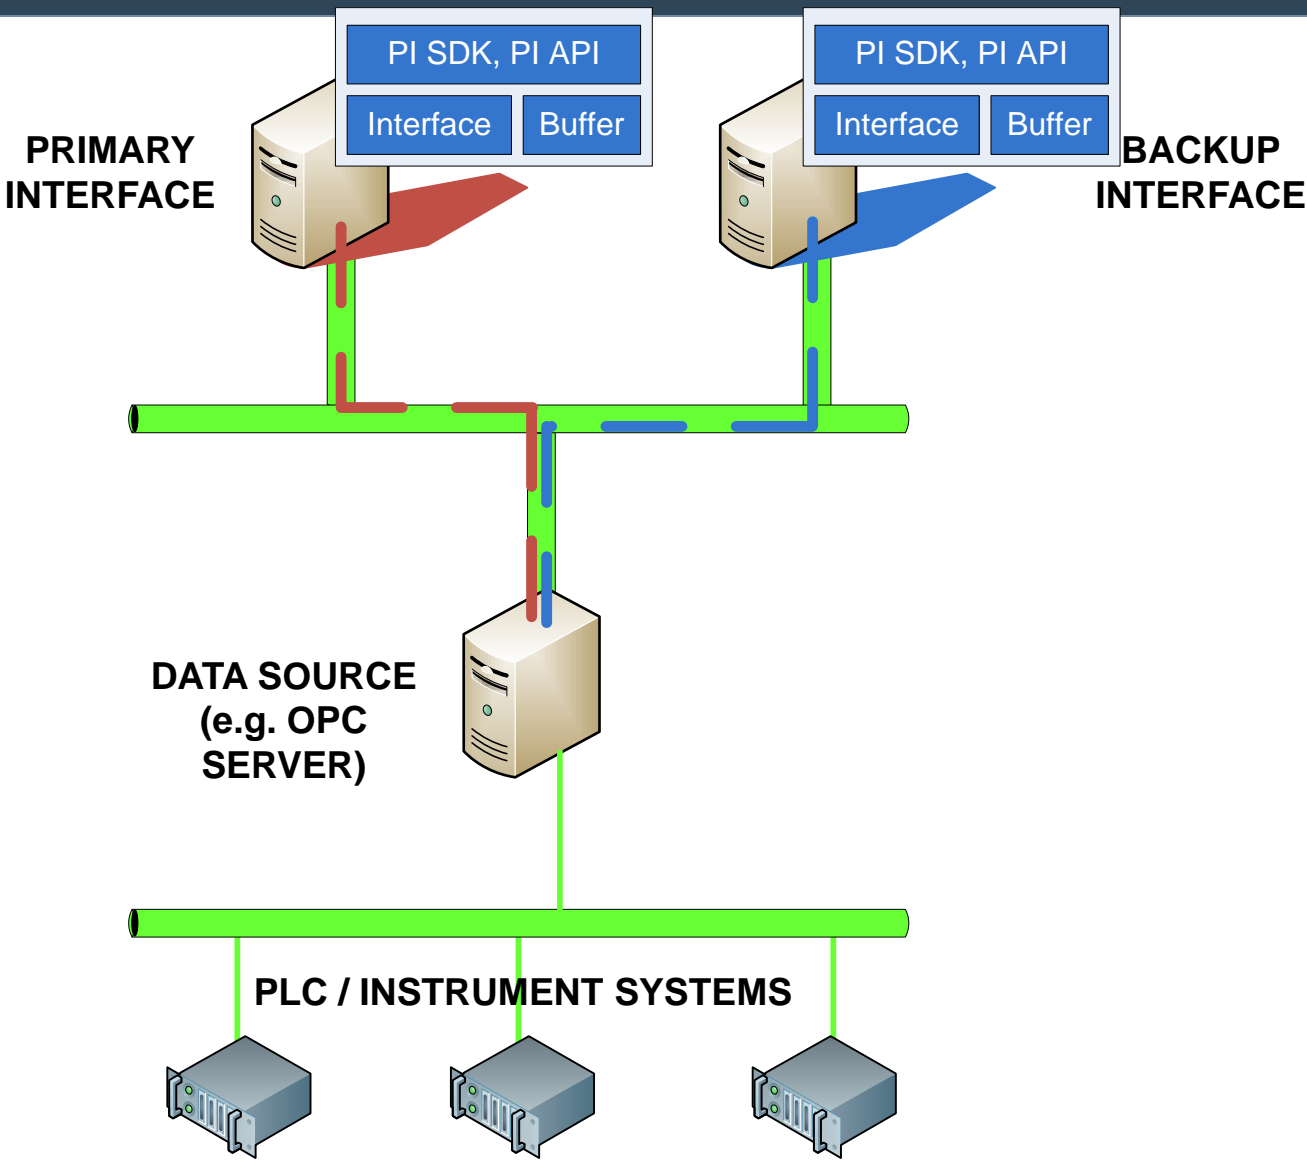 PI SDK, PI API
Interface
Buffer
PI SDK, PI API
Interface
Buffer
PRIMARY
INTERFACE
BACKUP
INTERFACE
DATA SOURCE
(e.g. OPC
SERVER)
PLC / INSTRUMENT SYSTEMS